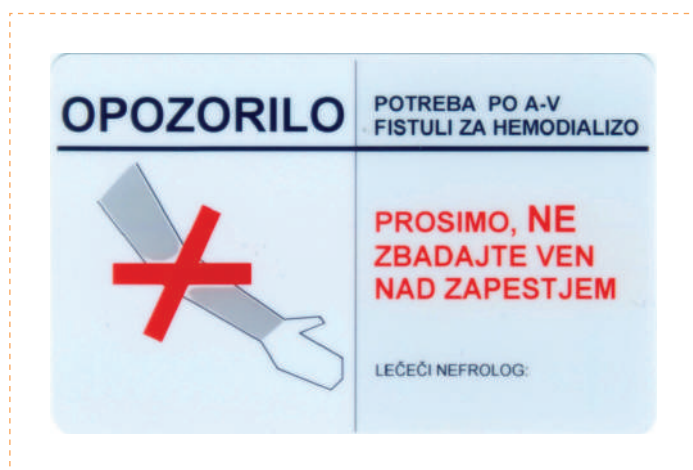 OPOZORILO
POTREBA PO A-V
FISTULI ZA HEMODIALIZO
PROSIMO, NE
ZBADAJTE VEN
NAD ZAPESTJEM
LEČEČI NEFROLOG: